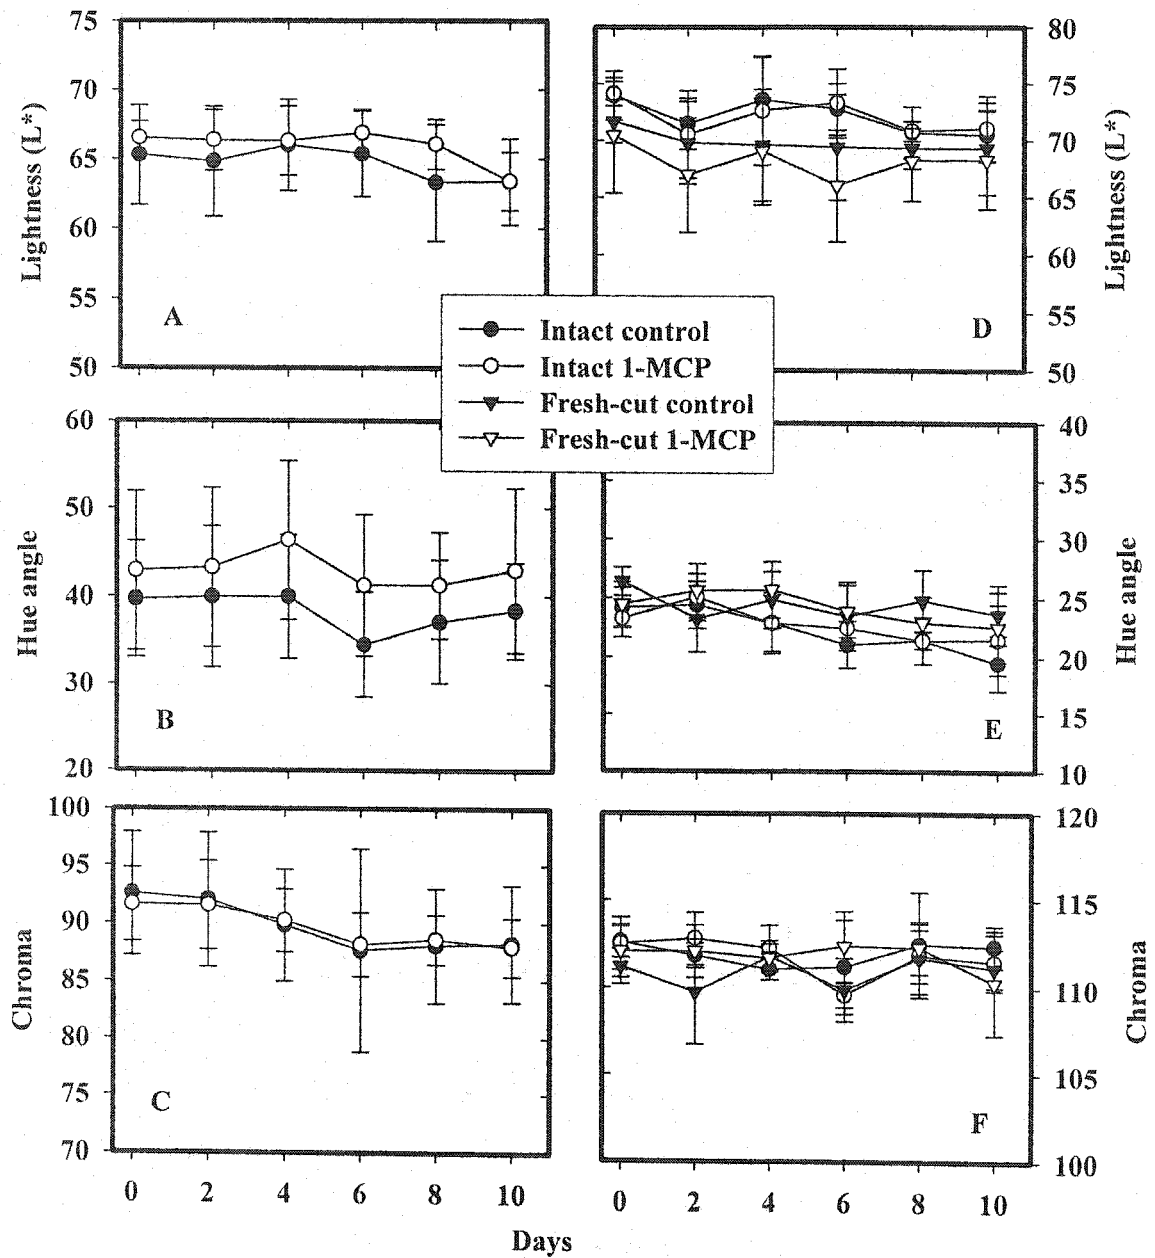 75
70
65
60
55
50
Lightness (L*)
A
80
75
70
65
60
55
50
Lightness (L*)
D
Intact control
Intact 1-MCP
Fresh-cut control
Fresh-cut 1-MCP
60
50
40
30
20
Hue angle
B
40
35
30
25
20
15
10
Hue angle
E
100
95
90
85
80
75
70
Chroma
C
120
115
110
105
100
Chroma
F
0 2 4 6 8 10
0 2 4 6 8 10
Days